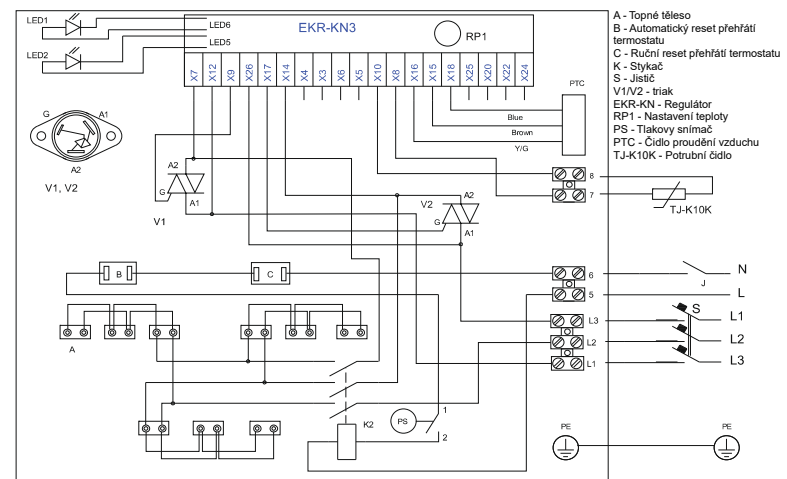 LED1
LED6
LED5
LED2
EKR-KN3
RP1
X7 X12 X9 X26 X17 X14 X4 X3 X6 X5 X10 X8 X16 X15 X18 X25 X20 X22 X24
PTC
Blue
Brown
Y/G
A - Topné těleso
B - Automatický reset přehřátí
termostatu
C - Ruční reset přehřátí termostatu
K - Stykač
S - Jistič
V1/V2 - triak
EKR-KN - Regulátor
RP1 - Nastavení teploty
PS - Tlakovy snímač
PTC - Čidlo proudění vzduchu
TJ-K10K - Potrubní čidlo
G
A1
A2
V1, V2
A2
G
A1
V1
V2
A2
G
A1
8
7
TJ-K10K
B
C
6
J
N
5
L
A
L3
S
L1
L2
L2
L1
L3
K2
PS
1
2
PE
PE